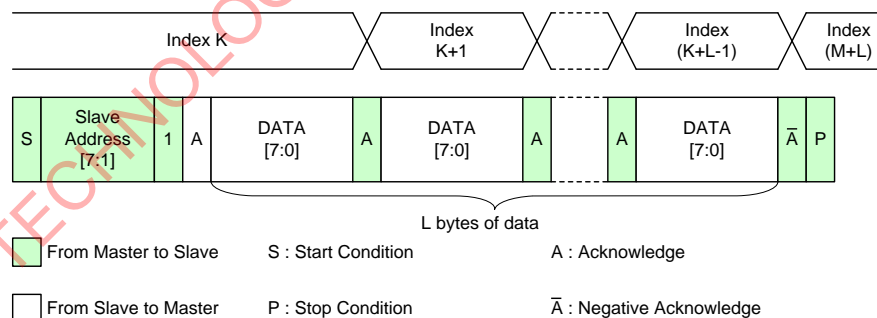 Index K
Index
K+1
Index
(K+L-1)
Index
(M+L)
S
Slave
Address
[7:1]
1
A
DATA
[7:0]
A
DATA
[7:0]
A
A
DATA
[7:0]
A̅
P
L bytes of data
From Master to Slave
S : Start Condition
A : Acknowledge
From Slave to Master
P : Stop Condition
A̅ : Negative Acknowledge
TECHNOLOG